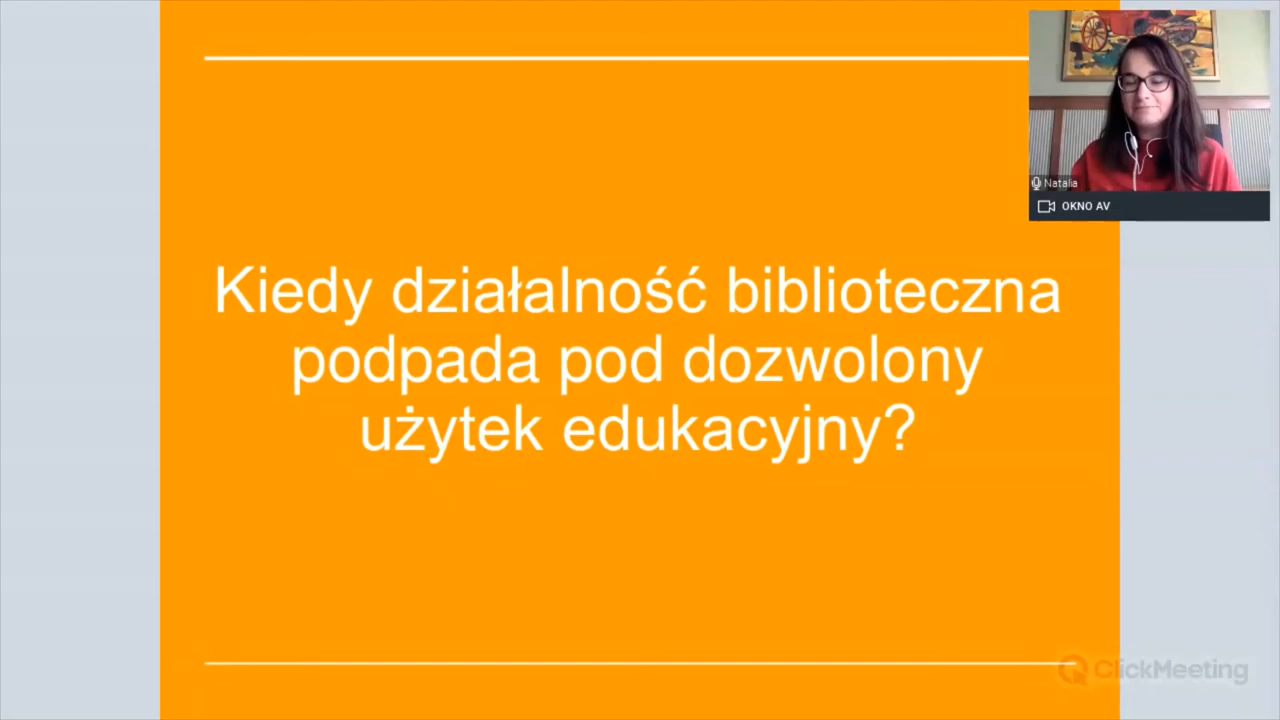 Kiedy działalność biblioteczna
podpada pod dozwolony
użytek edukacyjny?
Natalia
OKNO AV
ClickMeeting